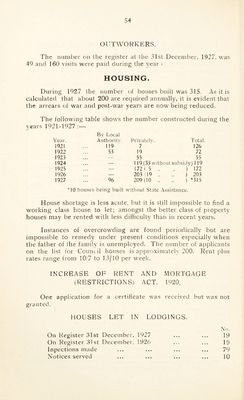 54
OUTWORKERS.
The number on the register at the 31st December, 1927, was
49 and 160 visits were paid during the year.
HOUSING.
During 1927 the number of houses built was 315. As it is
calculated that about 200 are required annually, it is evident that
the arrears of war and post-war years are now being reduced.
The following table shows the number constructed during the
years 1921-1927 :—
By Local
Year. Authority. Privately. Total.
1921 ... 119 7 126
1922 ... 53 19 72
1923 ... — 55 55
1924 ... — 119 (33 without subsidy) 119
1925 ... — 172 ( 5 „ „ ) 172
1926 ... — 203 (19 „ „ ) 203
1927 ... 96 209 (10 „ „ ) *315
*10 houses being built without State Assistance.
House shortage is less acute, but it is still impossible to find a
working class house to let; amongst the better class of property
houses may be rented with less difficulty than in recent years.
Instances of overcrowding are found periodically but are
impossible to remedy under present conditions especially when
the father of the family is unemployed. The number of applicants
on the list for Council houses is approximately 200. Rent plus
rates range from 10/7 to 13/10 per week.
INCREASE OF RENT AND MORTGAGE
(RESTRICTIONS) ACT, 1920.
One application for a certificate was received but was not
granted.
HOUSES LET IN LODGINGS.
No.
On Register 31st December, 1927 ... ... 19
On Register 31st December, 1926 ... ... 19
Inpections made ... ... ... ... 79
Notices served ... ... ... ... 10